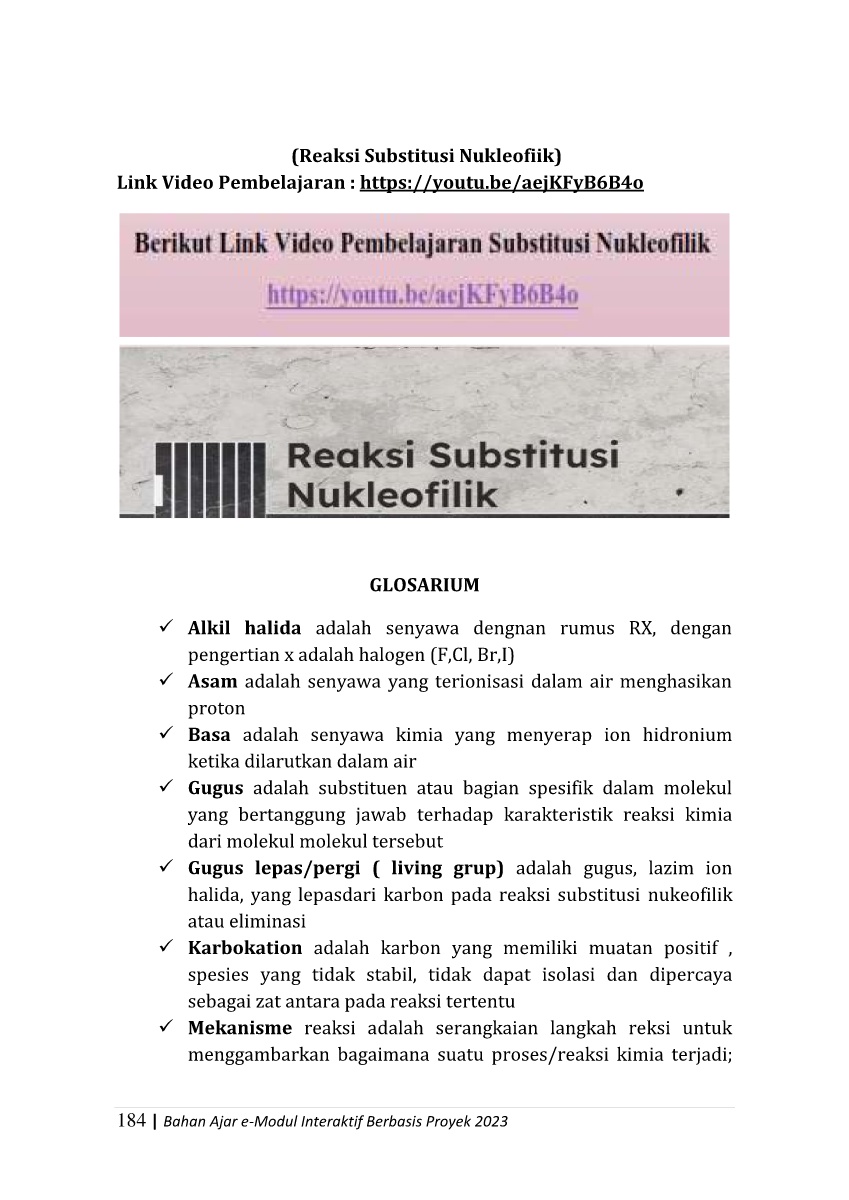 (Reaksi Substitusi Nukleofiik)
Link Video Pembelajaran : https://youtu.be/aejKFyB6B4o
Berikut Link Video Pembelajaran Substitusi Nukleofilik
https://youtu.be/aejKFyB6B4o
Reaksi Substitusi
Nukleofilik
GLOSARIUM
✓ Alkil halida adalah senyawa dengnan rumus RX, dengan
pengertian x adalah halogen (F,Cl, Br,I)
✓ Asam adalah senyawa yang terionisasi dalam air menghasikan
proton
✓ Basa adalah senyawa kimia yang menyerap ion hidronium
ketika dilarutkan dalam air
✓ Gugus adalah substituen atau bagian spesifik dalam molekul
yang bertanggung jawab terhadap karakteristik reaksi kimia
dari molekul molekul tersebut
✓ Gugus lepas/pergi ( living grup) adalah gugus, lazim ion
halida, yang lepasdari karbon pada reaksi substitusi nukeofilik
atau eliminasi
✓ Karbokation adalah karbon yang memiliki muatan positif ,
spesies yang tidak stabil, tidak dapat isolasi dan dipercaya
sebagai zat antara pada reaksi tertentu
✓ Mekanisme reaksi adalah serangkaian langkah reksi untuk
menggambarkan bagaimana suatu proses/reaksi kimia terjadi;
184 | Bahan Ajar e-Modul Interaktif Berbasis Proyek 2023